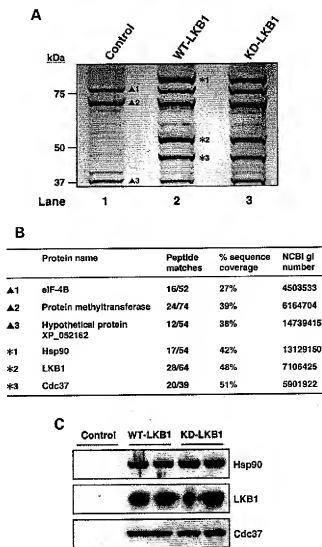 A
Control
WT-LKB1
KD-LKB1
kDa
75
50
37
▲1
▲2
▲3
*1
*2
*3
Lane 1 2 3
B
Protein name Peptide matches % sequence coverage NCBI gi number
▲1 eIF-4B 16/52 27% 4503533
▲2 Protein methyltransferase 24/74 39% 6164704
▲3 Hypothetical protein XP_052162 12/54 38% 14739415
*1 Hsp90 17/54 42% 13129150
*2 LKB1 28/64 48% 7106425
*3 Cdc37 20/39 51% 5901922
C
Control WT-LKB1 KD-LKB1
Hsp90
LKB1
Cdc37